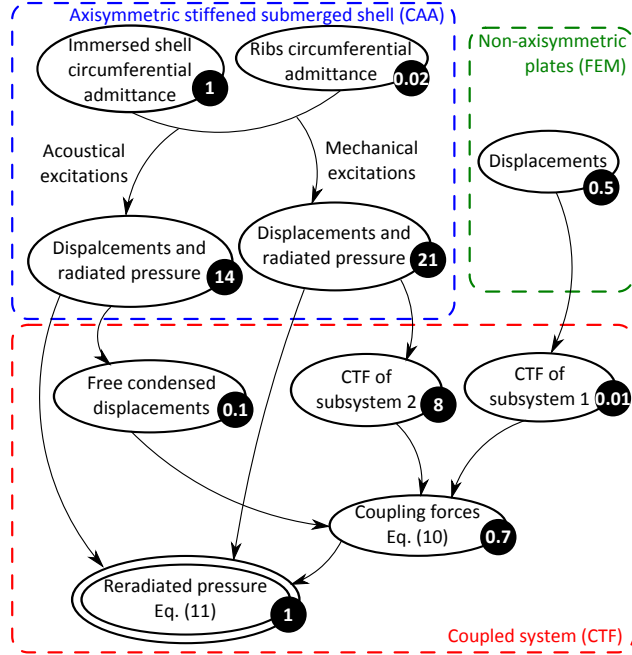 Axisymmetric stiffened submerged shell (CAA)
Immersed shell
circumferential
admittance
1
Ribs circumferential
admittance
0.02
Non-axisymmetric
plates (FEM)
Acoustical
excitations
Mechanical
excitations
Displacements
0.5
Dispalcements and
radiated pressure
14
Displacements and
radiated pressure
21
Free condensed
displacements
0.1
CTF of
subsystem 2
8
CTF of
subsystem 1
0.01
Coupling forces
Eq. (10)
0.7
Reradiated pressure
Eq. (11)
1
Coupled system (CTF)